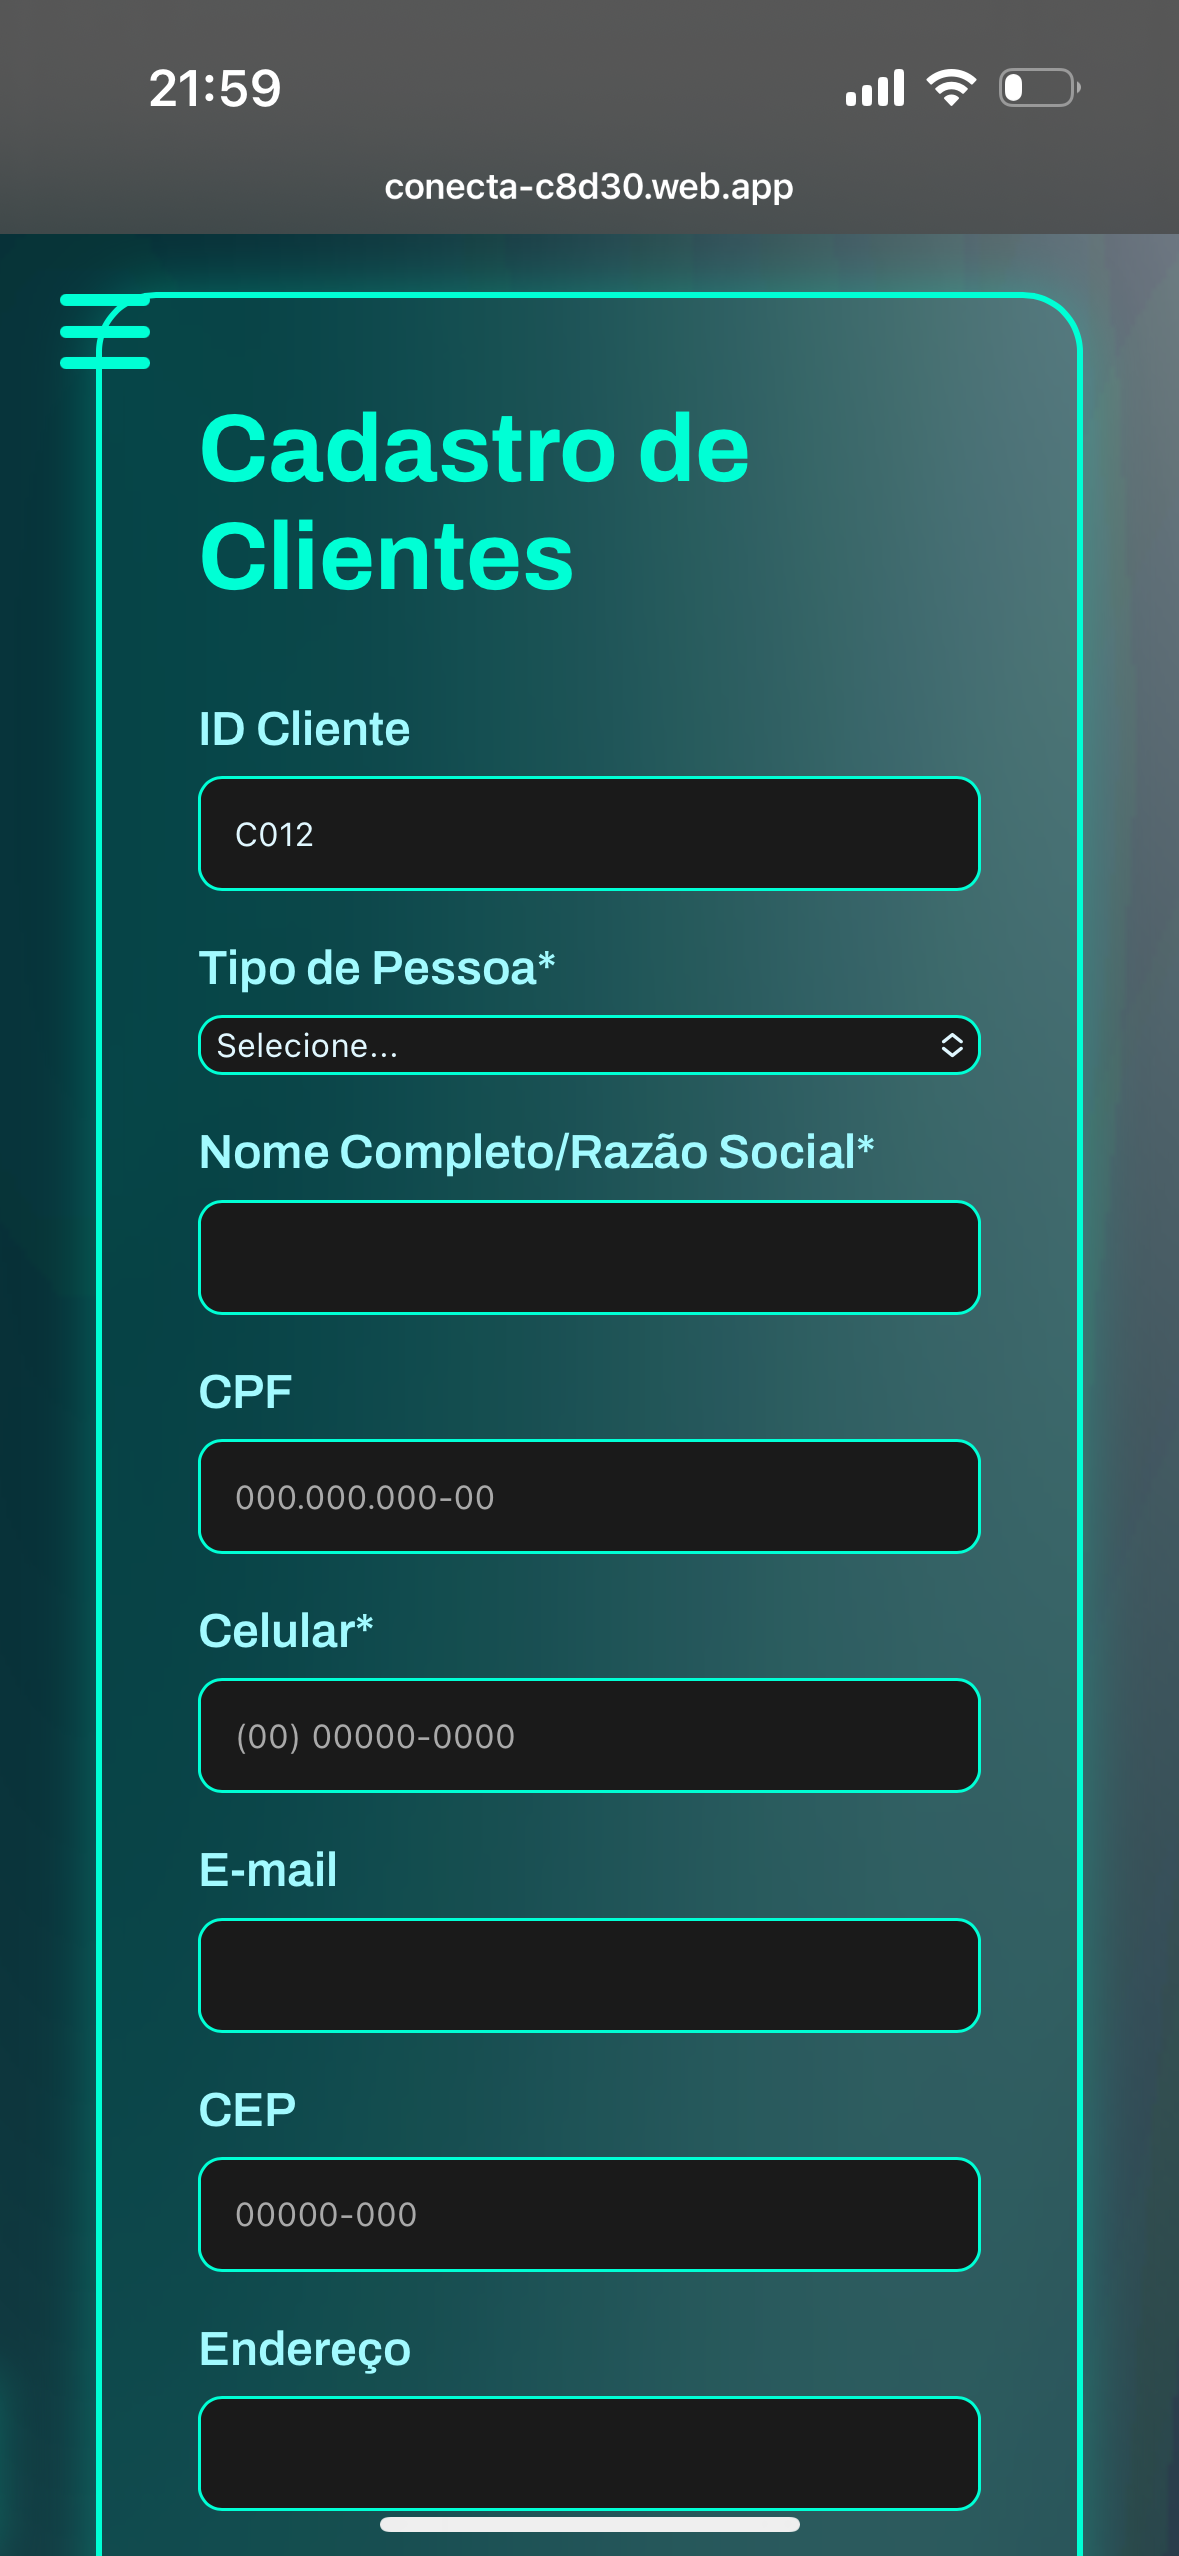 21:59
conecta-c8d30.web.app
Cadastro de
Clientes
ID Cliente
C012
Tipo de Pessoa*
Selecione...
Nome Completo/Razão Social*
CPF
000.000.000-00
Celular*
(00) 00000-0000
E-mail
CEP
00000-000
Endereço